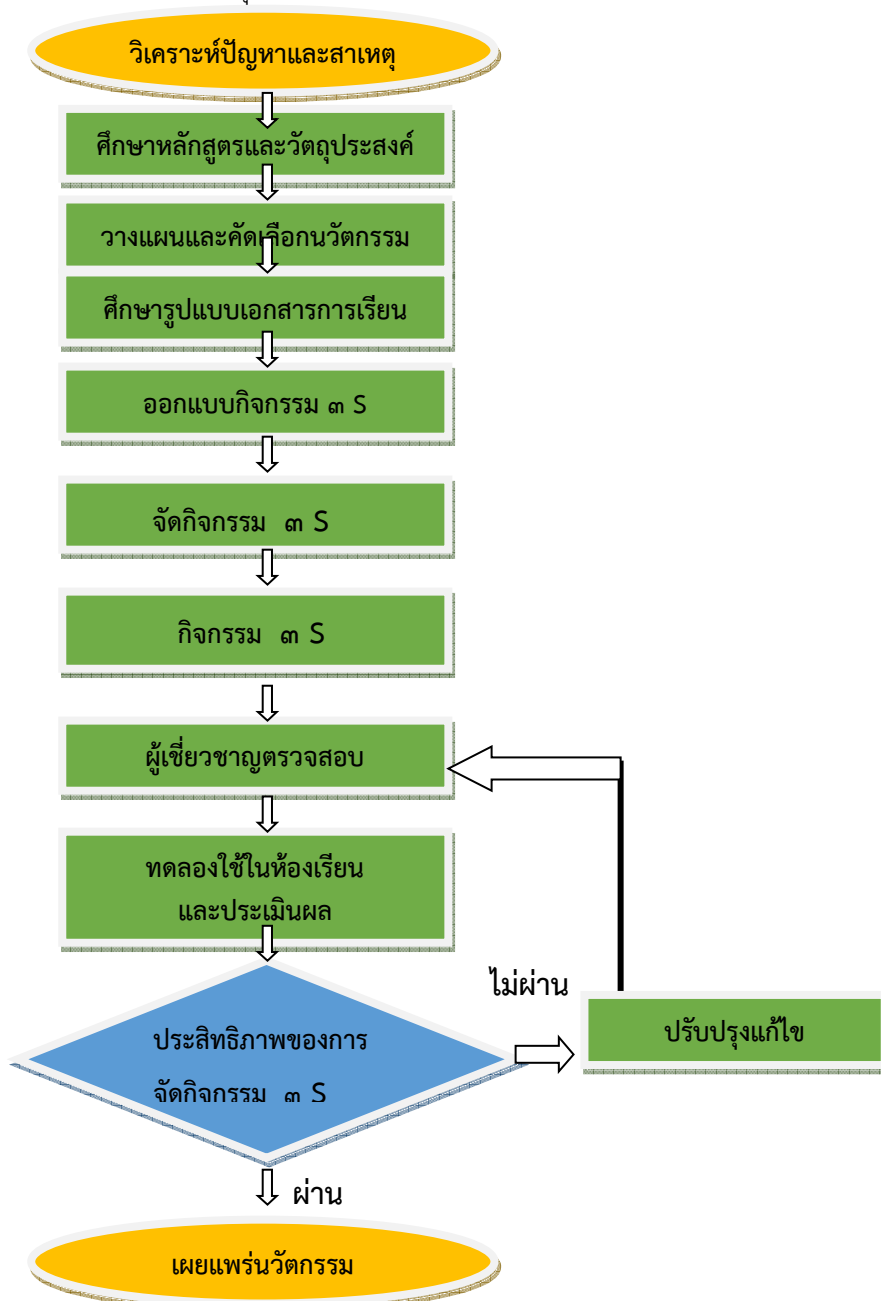 วิเคราะห์ปัญหาและสาเหตุ
ศึกษาหลักสูตรและวัตถุประสงค์
วางแผนและคัดเลือกนวัตกรรม
ศึกษารูปแบบเอกสารการเรียน
ออกแบบกิจกรรม ๓ S
จัดกิจกรรม ๓ S
กิจกรรม ๓ S
ผู้เชี่ยวชาญตรวจสอบ
ทดลองใช้ในห้องเรียน
และประเมินผล
ไม่ผ่าน
ปรับปรุงแก้ไข
ประสิทธิภาพของการ
จัดกิจกรรม ๓ S
ผ่าน
เผยแพร่นวัตกรรม